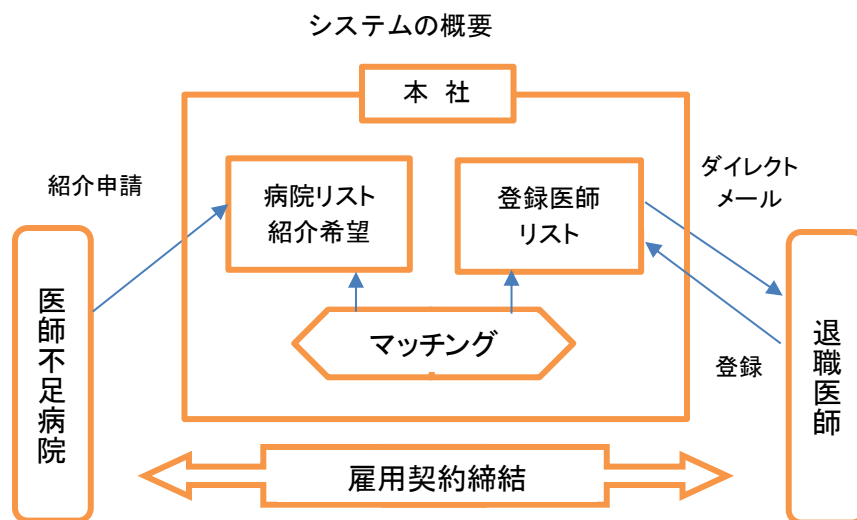 システムの概要
本 社
紹介申請
病院リスト
紹介希望
登録医師
リスト
ダイレクト
メール
医師不足病院
マッチング
登録
退職医師
雇用契約締結